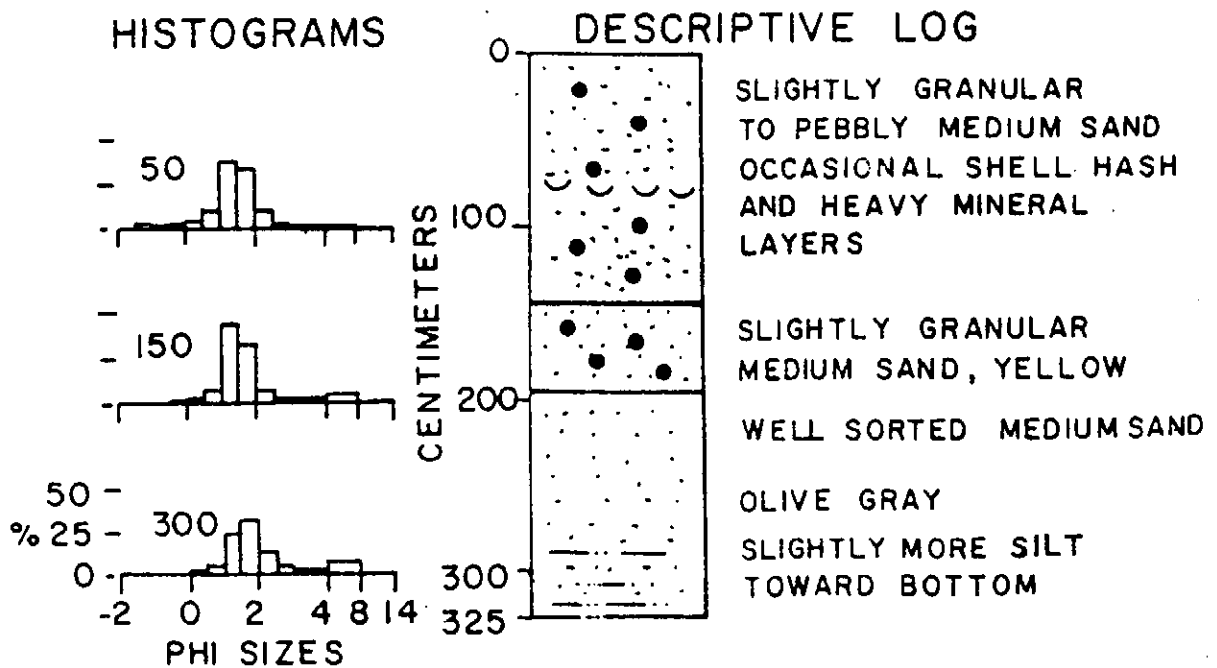 HISTOGRAMS
50
150
50
% 25
0
300
-2 0 2 4 8 14
PHI SIZES
DESCRIPTIVE LOG
CENTIMETERS
0
100
200
300
325
SLIGHTLY GRANULAR
TO PEBBLY MEDIUM SAND
OCCASIONAL SHELL HASH
AND HEAVY MINERAL
LAYERS
SLIGHTLY GRANULAR
MEDIUM SAND, YELLOW
WELL SORTED MEDIUM SAND
OLIVE GRAY
SLIGHTLY MORE SILT
TOWARD BOTTOM